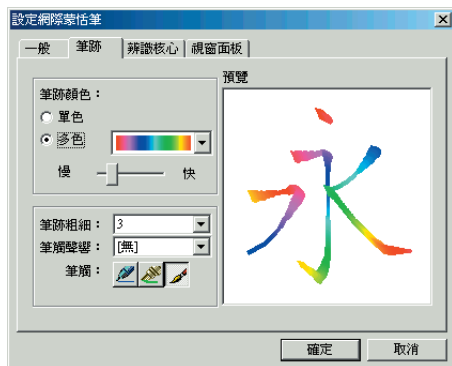 設定網際蒙恬筆
一般 筆跡 辨識核心 視窗面板
筆跡顏色：
單色
多色
慢 快
筆跡粗細： 3
筆觸聲響： [無]
筆觸：
預覽
永
確定 取消